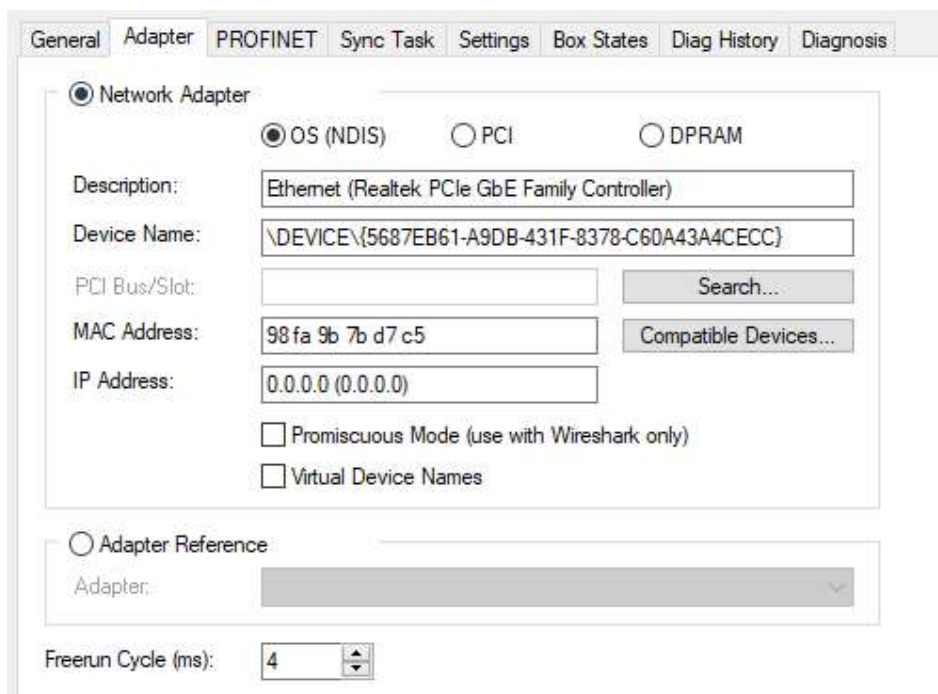 General Adapter PROFINET Sync Task Settings Box States Diag History Diagnosis
Network Adapter
OS (NDIS) PCI DPRAM
Description: Ethernet (Realtek PCIe GbE Family Controller)
Device Name: \DEVICE\{5687EB61-A9DB-431F-8378-C60A43A4CECC}
PCI Bus/Slot: Search...
MAC Address: 98 fa 9b 7b d7 c5 Compatible Devices...
IP Address: 0.0.0.0 (0.0.0.0)
Promiscuous Mode (use with Wireshark only)
Virtual Device Names
Adapter Reference
Adapter:
Freerun Cycle (ms): 4